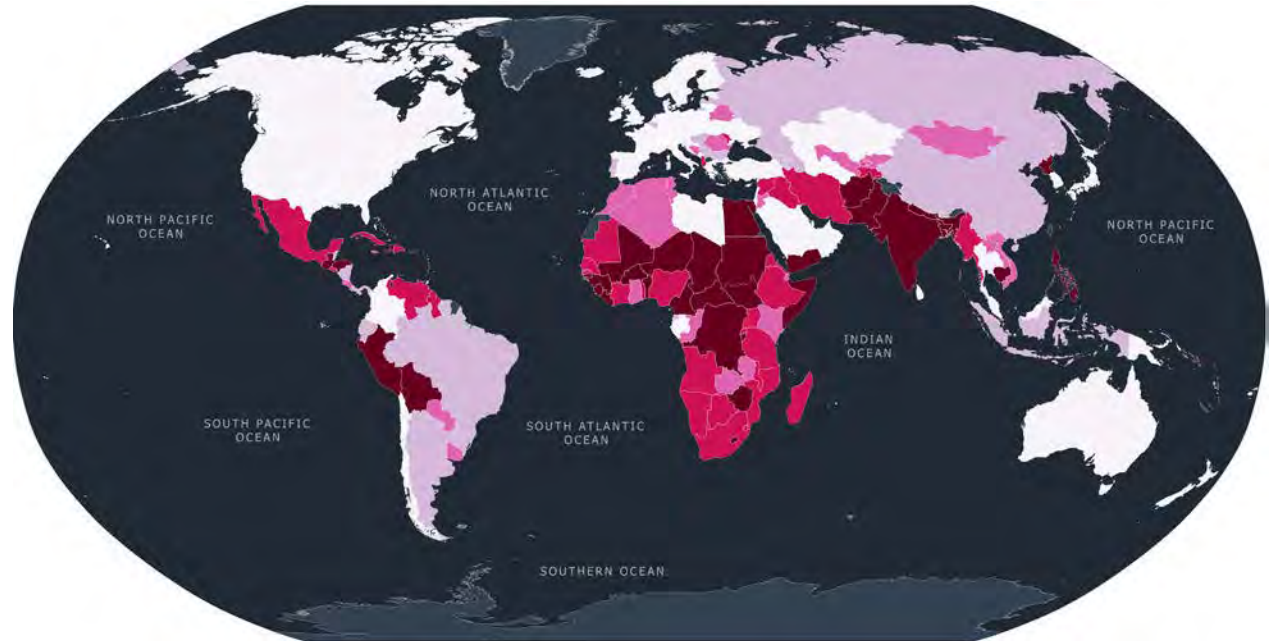 NORTH ATLANTIC
OCEAN
NORTH PACIFIC
OCEAN
NORTH PACIFIC
OCEAN
INDIAN
OCEAN
SOUTH PACIFIC
OCEAN
SOUTH ATLANTIC
OCEAN
SOUTHERN OCEAN